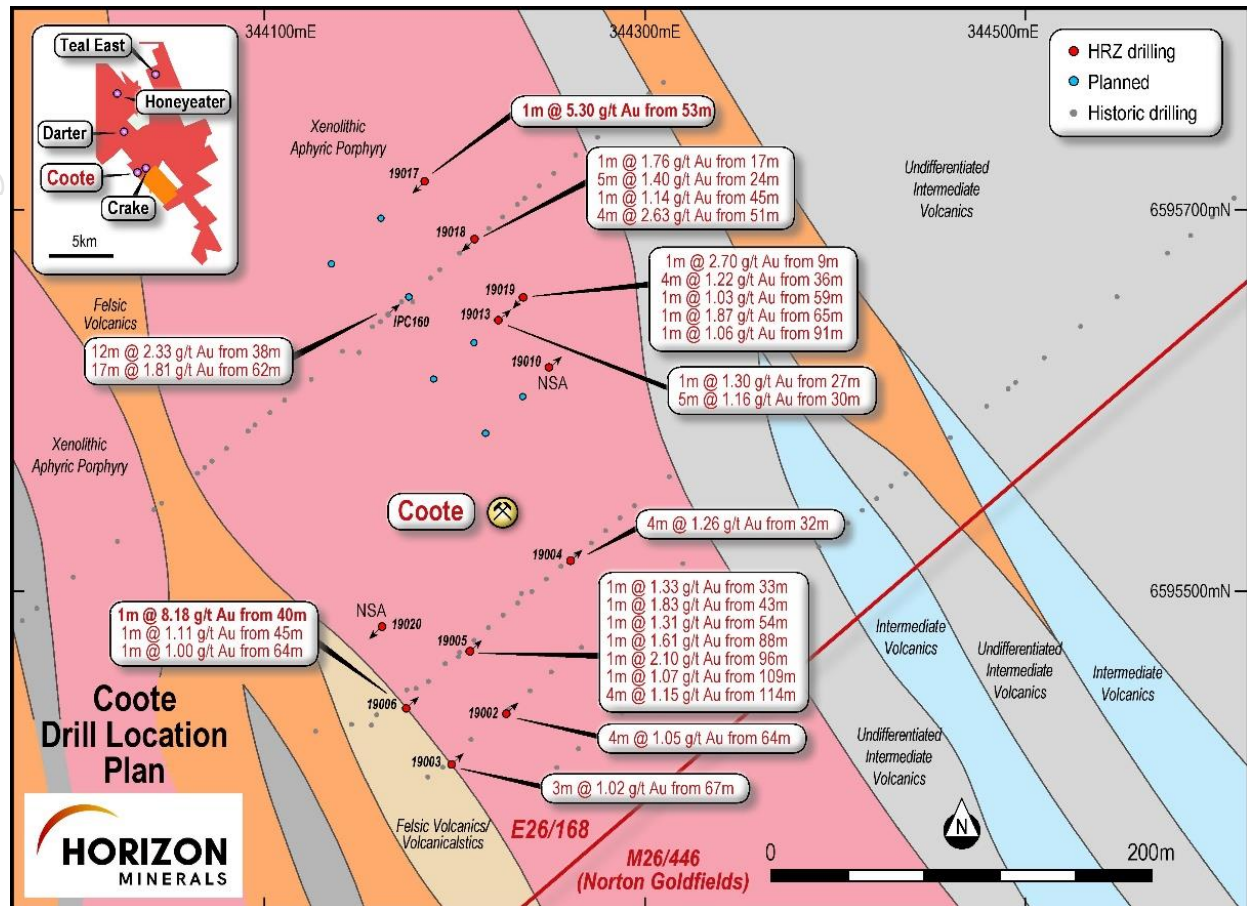 344100mE
344300mE
344500mE
Teal East
Honeyeater
Darter
Coote
Crake
5km
HRZ drilling
Planned
Historic drilling
Xenolithic
Aphyric Porphyry
1m @ 5.30 g/t Au from 53m
19017
1m @ 1.76 g/t Au from 17m
5m @ 1.40 g/t Au from 24m
1m @ 1.14 g/t Au from 45m
4m @ 2.63 g/t Au from 51m
Undifferentiated
Intermediate
Volcanics
6595700mN
19018
19019
1m @ 2.70 g/t Au from 9m
4m @ 1.22 g/t Au from 36m
1m @ 1.03 g/t Au from 59m
1m @ 1.87 g/t Au from 65m
1m @ 1.06 g/t Au from 91m
Felsic
Volcanics
19013
IPC160
12m @ 2.33 g/t Au from 38m
17m @ 1.81 g/t Au from 62m
19010
NSA
1m @ 1.30 g/t Au from 27m
5m @ 1.16 g/t Au from 30m
Xenolithic
Aphyric Porphyry
Coote
4m @ 1.26 g/t Au from 32m
19004
6595500mN
1m @ 8.18 g/t Au from 40m
1m @ 1.11 g/t Au from 45m
1m @ 1.00 g/t Au from 64m
NSA
19020
19005
1m @ 1.33 g/t Au from 33m
1m @ 1.83 g/t Au from 43m
1m @ 1.31 g/t Au from 54m
1m @ 1.61 g/t Au from 88m
1m @ 2.10 g/t Au from 96m
1m @ 1.07 g/t Au from 109m
4m @ 1.15 g/t Au from 114m
Intermediate
Volcanics
Undifferentiated
Intermediate
Volcanics
Intermediate
Volcanics
19006
19002
4m @ 1.05 g/t Au from 64m
Undifferentiated
Intermediate
Volcanics
19003
3m @ 1.02 g/t Au from 67m
Coote
Drill Location
Plan
HORIZON
MINERALS
Felsic Volcanics/
Volcanicalstics
E26/168
M26/446
(Norton Goldfields)
N
0
200m